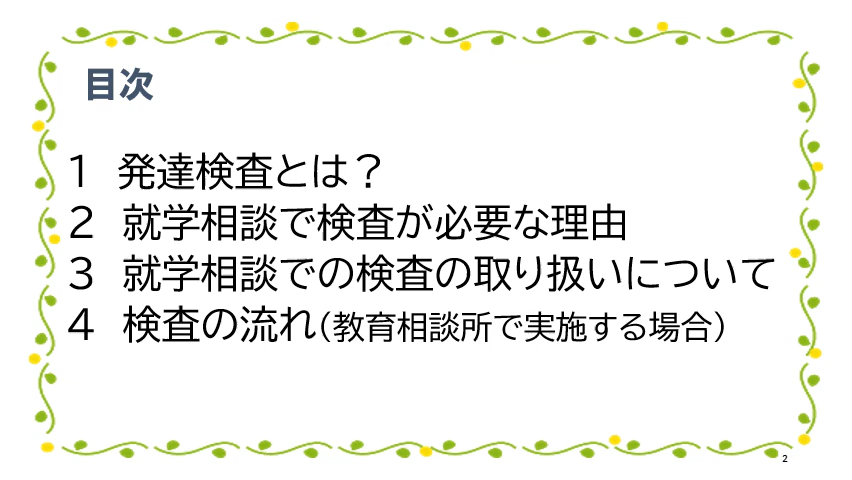 目次
1 発達検査とは？
2 就学相談で検査が必要な理由
3 就学相談での検査の取り扱いについて
4 検査の流れ（教育相談所で実施する場合）
2